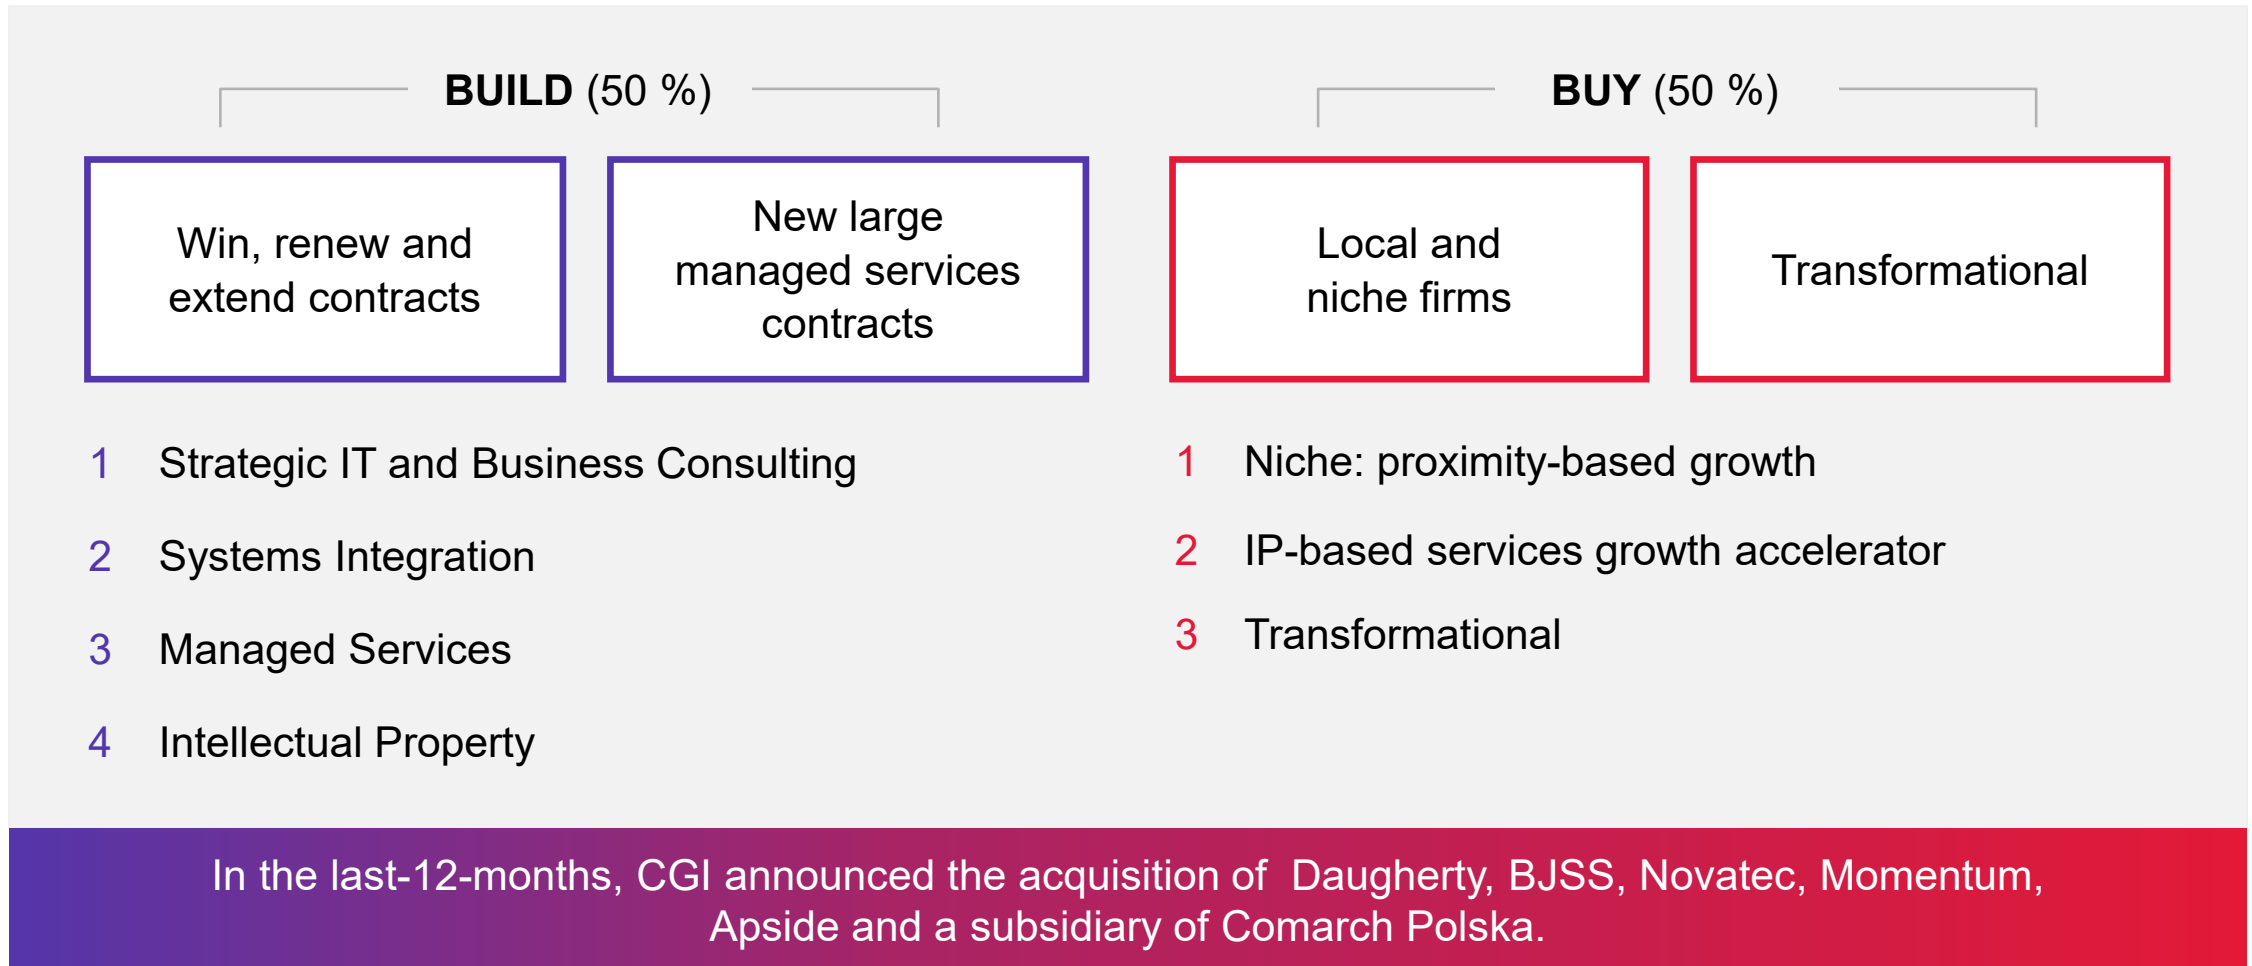 BUILD (50 %)
Win, renew and
extend contracts
New large
managed services
contracts
1 Strategic IT and Business Consulting
2 Systems Integration
3 Managed Services
4 Intellectual Property
BUY (50 %)
Local and
niche firms
Transformational
1 Niche: proximity-based growth
2 IP-based services growth accelerator
3 Transformational
In the last-12-months, CGI announced the acquisition of  Daugherty, BJSS, Novatec, Momentum,
Apside and a subsidiary of Comarch Polska.